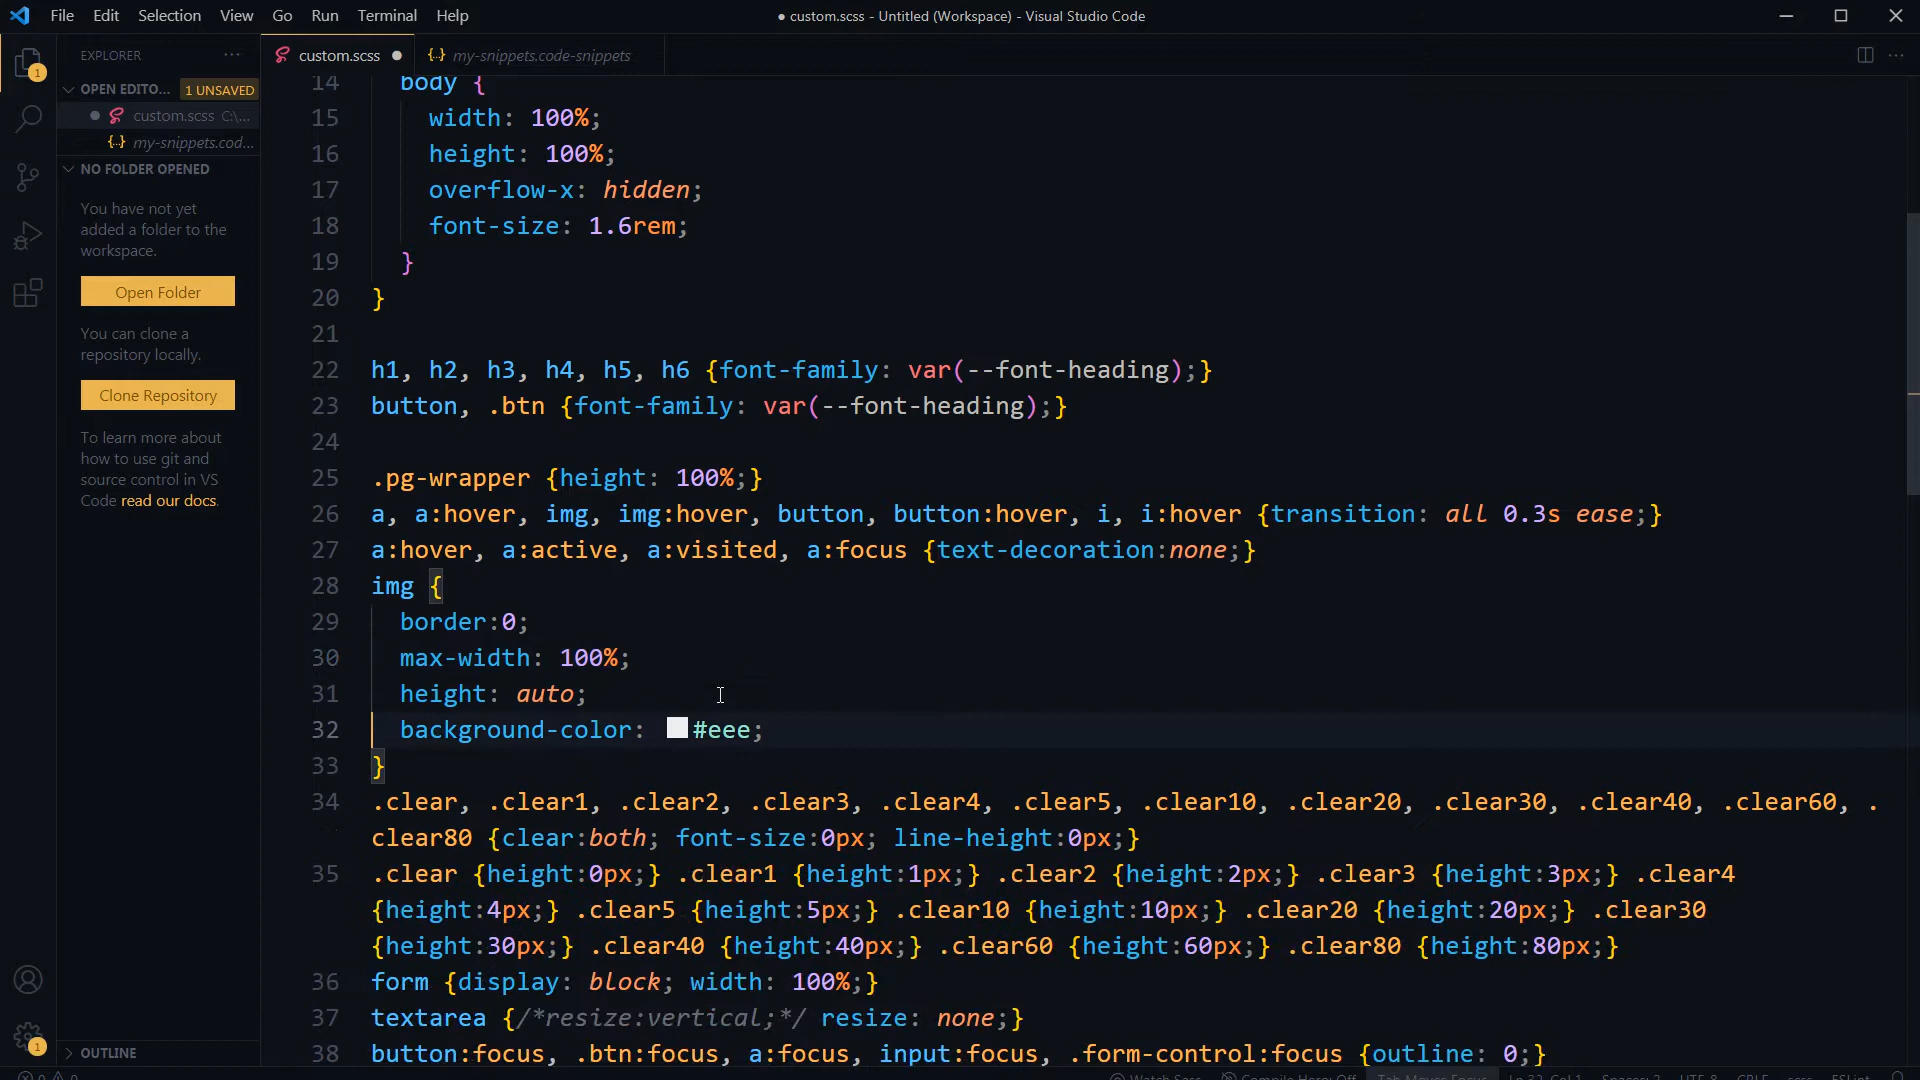 File Edit Selection View Go Run Terminal Help
● custom.scss - Untitled (Workspace) - Visual Studio Code
EXPLORER ···
OPEN EDITO... 1 UNSAVED
custom.scss C:\...
my-snippets.cod...
NO FOLDER OPENED
You have not yet
added a folder to the
workspace.
Open Folder
You can clone a
repository locally.
Clone Repository
To learn more about
how to use git and
source control in VS
Code read our docs.
OUTLINE
1
1
custom.scss ●
my-snippets.code-snippets
14 body {
15 width: 100%;
16 height: 100%;
17 overflow-x: hidden;
18 font-size: 1.6rem;
19 }
20 }
21
22 h1, h2, h3, h4, h5, h6 {font-family: var(--font-heading);}
23 button, .btn {font-family: var(--font-heading);}
24
25 .pg-wrapper {height: 100%;}
26 a, a:hover, img, img:hover, button, button:hover, i, i:hover {transition: all 0.3s ease;}
27 a:hover, a:active, a:visited, a:focus {text-decoration:none;}
28 img {
29 border:0;
30 max-width: 100%;
31 height: auto;
32 background-color: #eee;
33 }
34 .clear, .clear1, .clear2, .clear3, .clear4, .clear5, .clear10, .clear20, .clear30, .clear40, .clear60, .
clear80 {clear:both; font-size:0px; line-height:0px;}
35 .clear {height:0px;} .clear1 {height:1px;} .clear2 {height:2px;} .clear3 {height:3px;} .clear4
{height:4px;} .clear5 {height:5px;} .clear10 {height:10px;} .clear20 {height:20px;} .clear30
{height:30px;} .clear40 {height:40px;} .clear60 {height:60px;} .clear80 {height:80px;}
36 form {display: block; width: 100%;}
37 textarea {/*resize:vertical;*/ resize: none;}
38 button:focus, .btn:focus, a:focus, input:focus, .form-control:focus {outline: 0;}